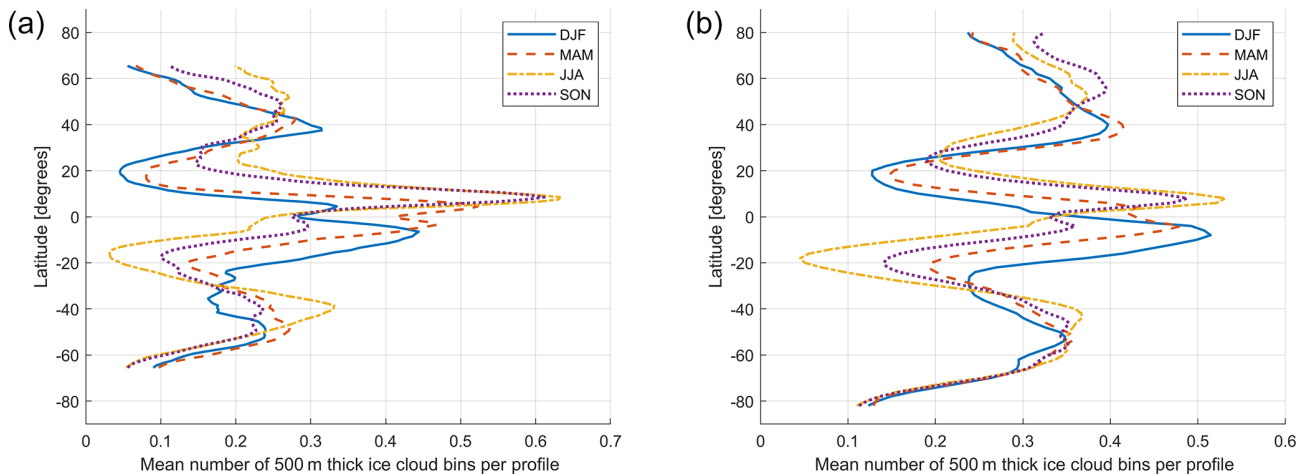 (a)
DJF
MAM
JJA
SON
80
60
40
20
0
-20
-40
-60
-80
Latitude [degrees]
0 0.1 0.2 0.3 0.4 0.5 0.6 0.7
Mean number of 500 m thick ice cloud bins per profile
(b)
DJF
MAM
JJA
SON
80
60
40
20
0
-20
-40
-60
-80
Latitude [degrees]
0 0.1 0.2 0.3 0.4 0.5 0.6
Mean number of 500 m thick ice cloud bins per profile